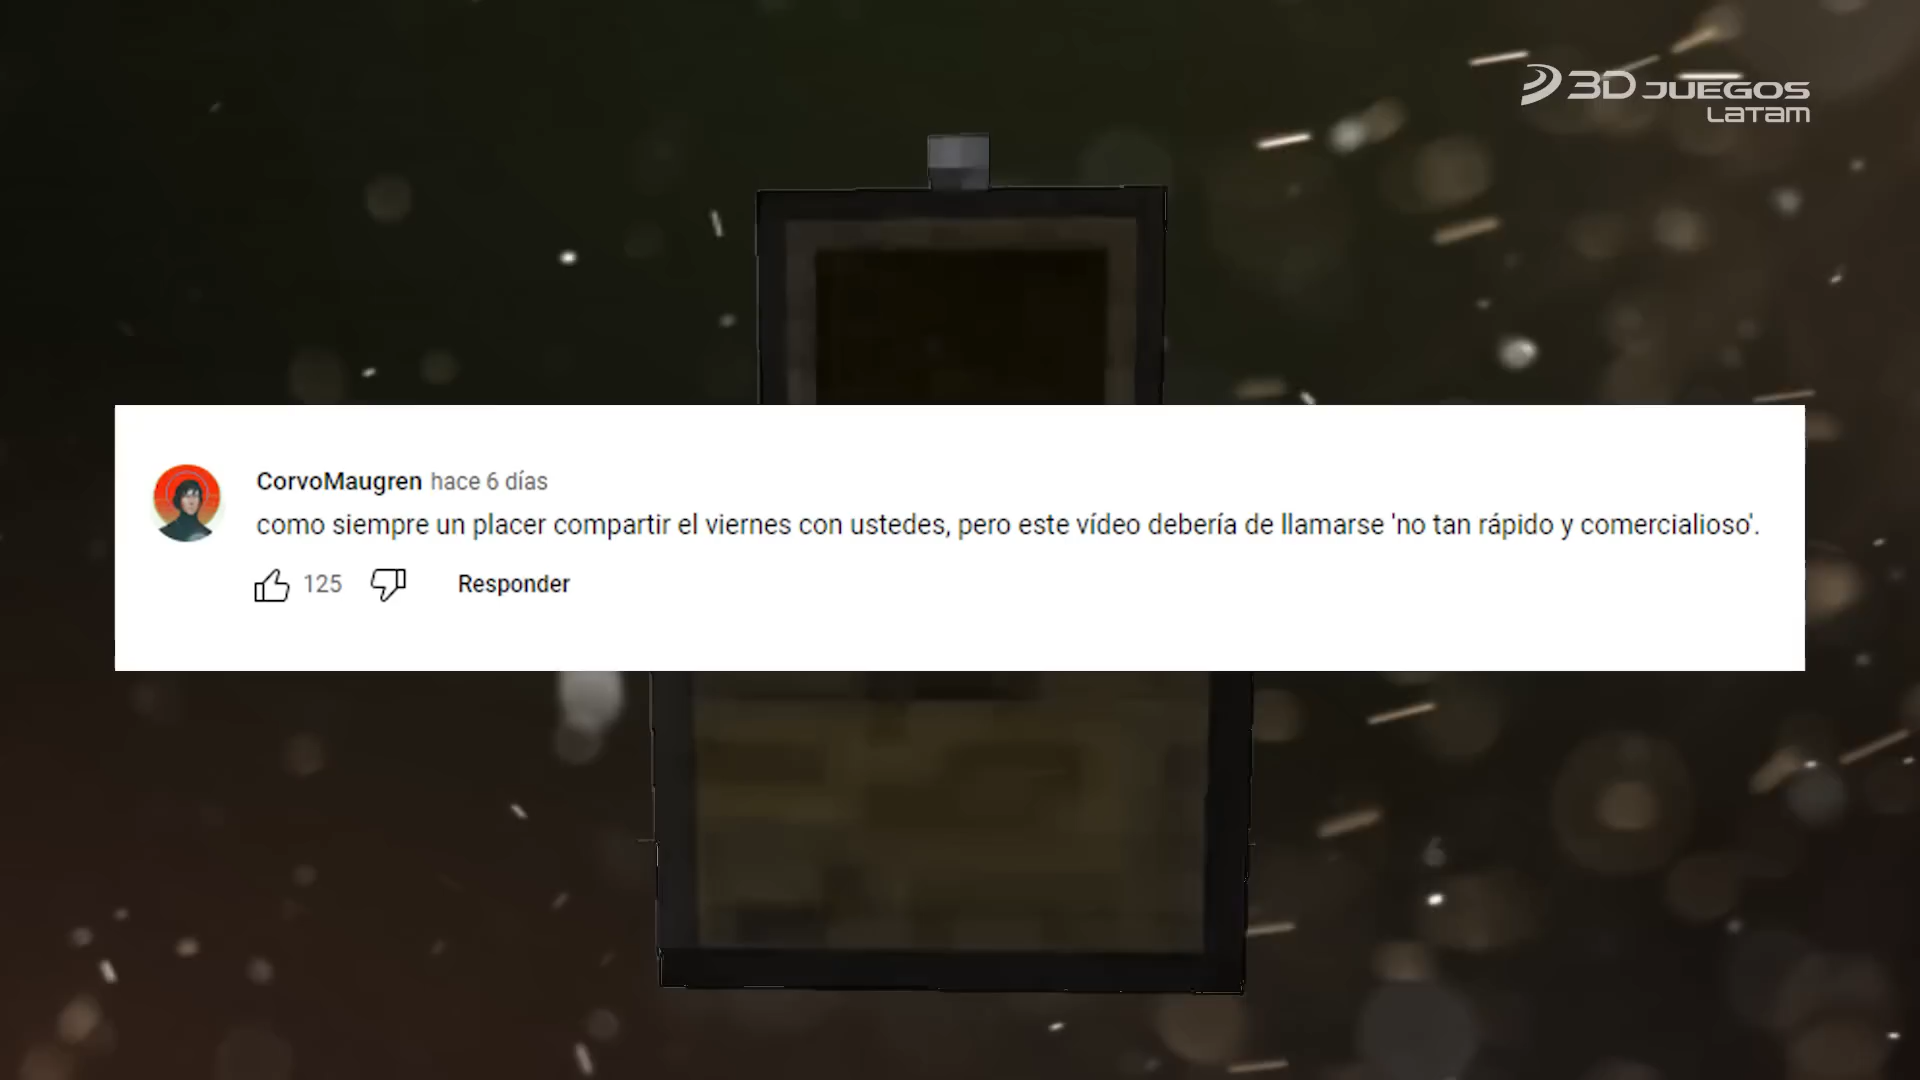 3D JUEGOS
LATAM
CorvoMaugren hace 6 días
como siempre un placer compartir el viernes con ustedes, pero este vídeo debería de llamarse 'no tan rápido y comercialioso'.
125 Responder